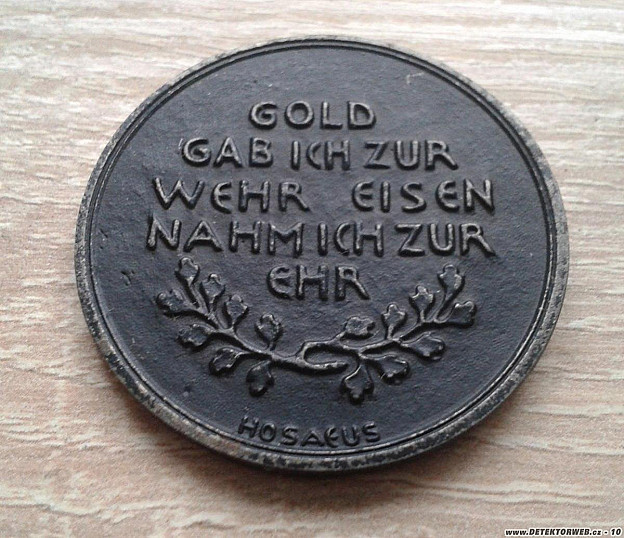 GOLD
GAB ICH ZUR
WEHR EISEN
NAHM ICH ZUR
EHR
HOSAEUS
www.DETEKTORWEB.cz - 10